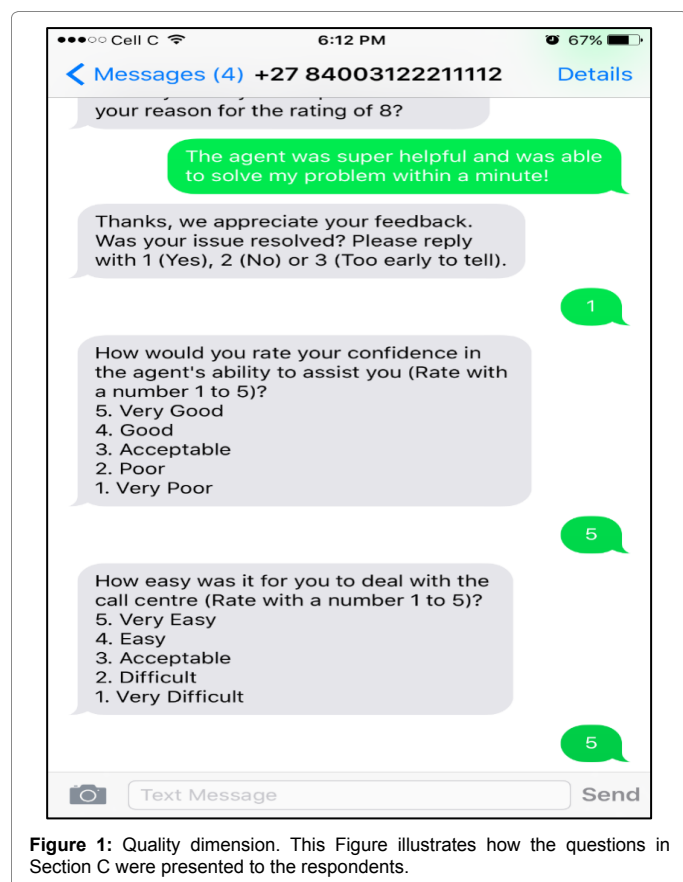 Cell C 6:12 PM 67%
Messages (4) +27 84003122211112 Details
your reason for the rating of 8?
The agent was super helpful and was able
to solve my problem within a minute!
Thanks, we appreciate your feedback.
Was your issue resolved? Please reply
with 1 (Yes), 2 (No) or 3 (Too early to tell).
1
How would you rate your confidence in
the agent's ability to assist you (Rate with
a number 1 to 5)?
5. Very Good
4. Good
3. Acceptable
2. Poor
1. Very Poor
5
How easy was it for you to deal with the
call centre (Rate with a number 1 to 5)?
5. Very Easy
4. Easy
3. Acceptable
2. Difficult
1. Very Difficult
5
Text Message Send
Figure 1: Quality dimension. This Figure illustrates how the questions in
Section C were presented to the respondents.